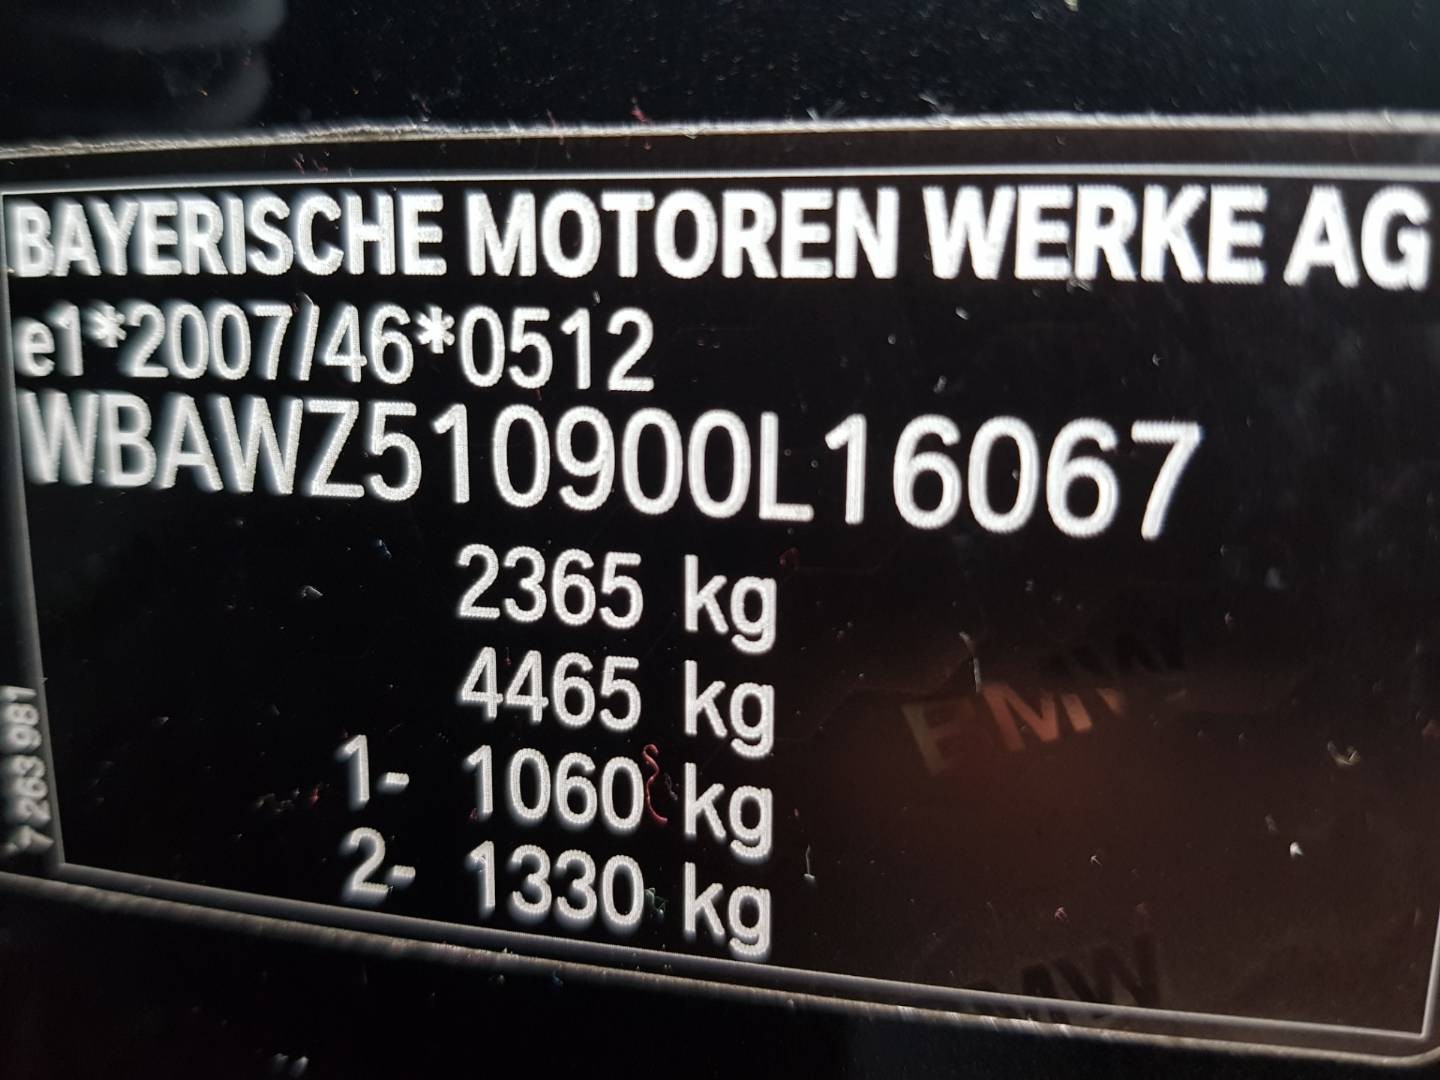 BAYERISCHE MOTOREN WERKE AG
e1*2007/46*0512
WBAWZ510900L16067
2365 kg
4465 kg
1- 1060 kg
2- 1330 kg
7 263 981
BMW